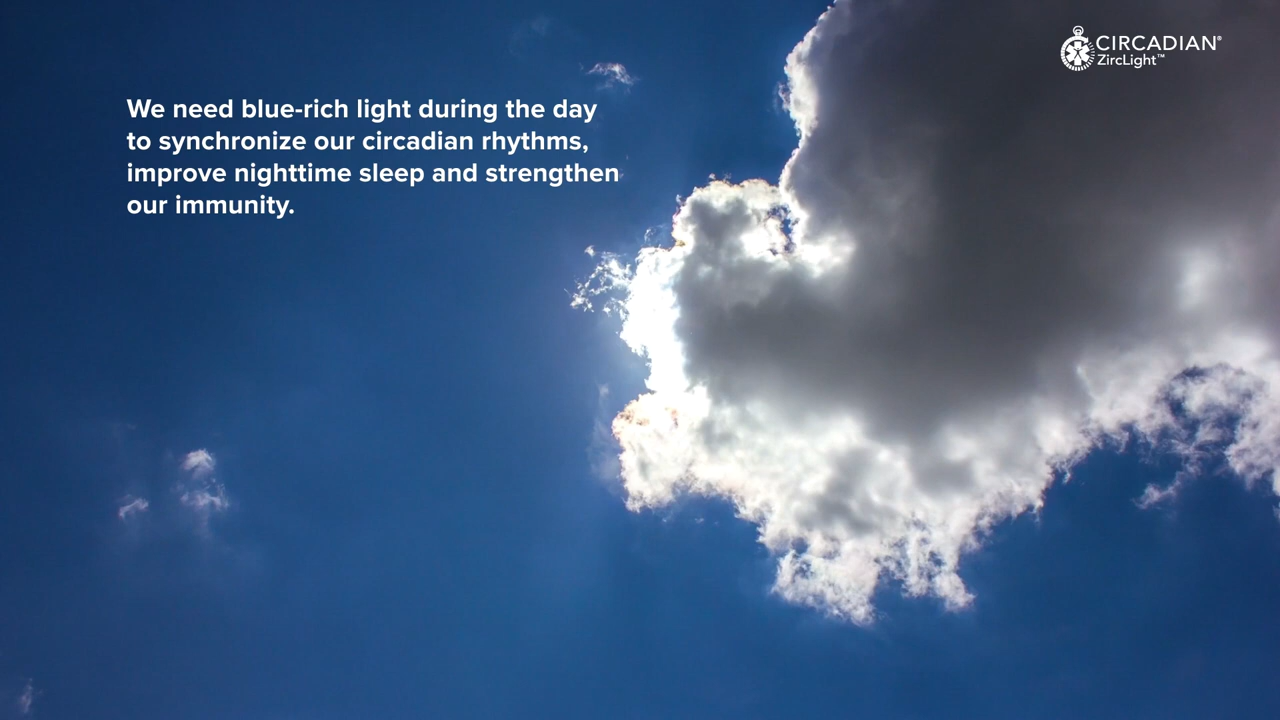 CIRCADIAN®
ZircLight™
We need blue-rich light during the day
to synchronize our circadian rhythms,
improve nighttime sleep and strengthen
our immunity.